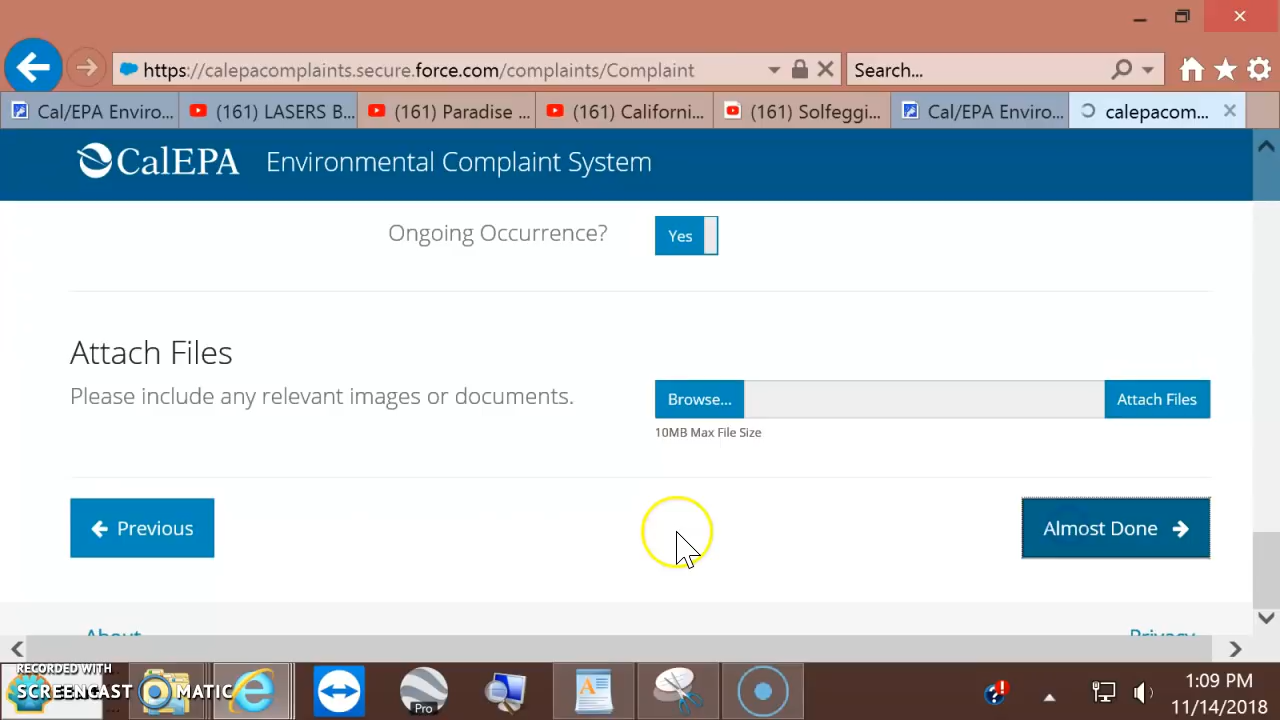 https://calepacomplaints.secure.force.com/complaints/Complaint
Search...
Cal/EPA Enviro...
(161) LASERS B...
(161) Paradise ...
(161) Californi...
(161) Solfeggi...
Cal/EPA Enviro...
calepacom...
CalEPA Environmental Complaint System
Ongoing Occurrence?
Yes
Attach Files
Please include any relevant images or documents.
Browse...
Attach Files
10MB Max File Size
Previous
Almost Done
About
Privacy
RECORDED WITH
SCREENCAST MATIC
Pro
1:09 PM
11/14/2018